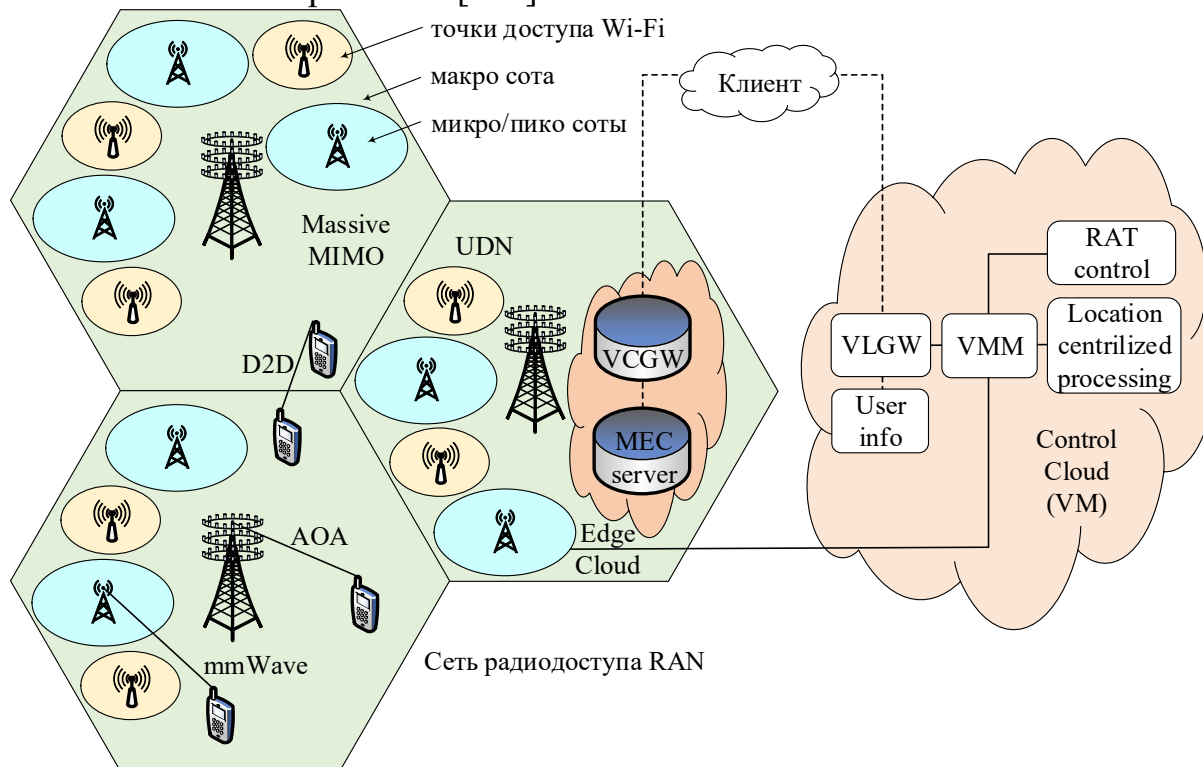 точки доступа Wi-Fi
макро сота
микро/пико соты
Клиент
Massive
MIMO
UDN
D2D
VCGW
MEC
server
Edge
Cloud
AOA
mmWave
Сеть радиодоступа RAN
RAT
control
VLGW
VMM
Location
centrilized
processing
User
info
Control
Cloud
(VM)